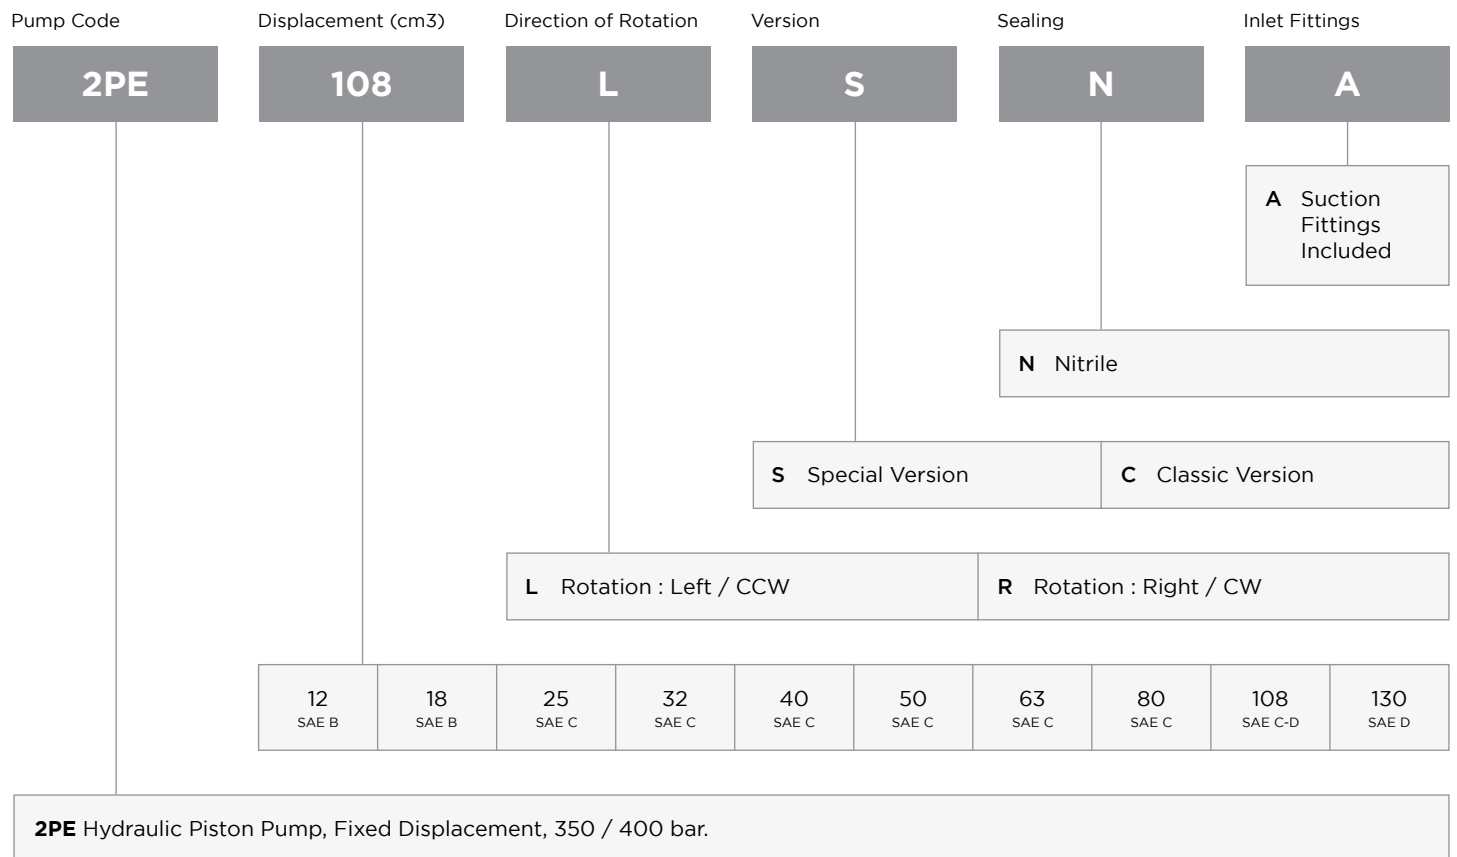 Pump Code Displacement (cm3) Direction of Rotation Version Sealing Inlet Fittings
2PE 108 L S N A
A Suction
Fittings
Included
N Nitrile
S Special Version C Classic Version
L Rotation : Left / CCW R Rotation : Right / CW
12 18 25 32 40 50 63 80 108 130
SAE B SAE B SAE C SAE C SAE C SAE C SAE C SAE C SAE C-D SAE D
2PE Hydraulic Piston Pump, Fixed Displacement, 350 / 400 bar.